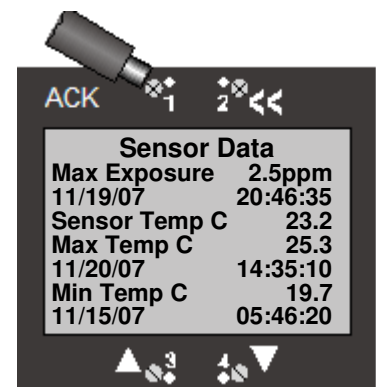 ACK 1 2 <<
Sensor Data
Max Exposure 2.5ppm
11/19/07 20:46:35
Sensor Temp C 23.2
Max Temp C 25.3
11/20/07 14:35:10
Min Temp C 19.7
11/15/07 05:46:20
3 4